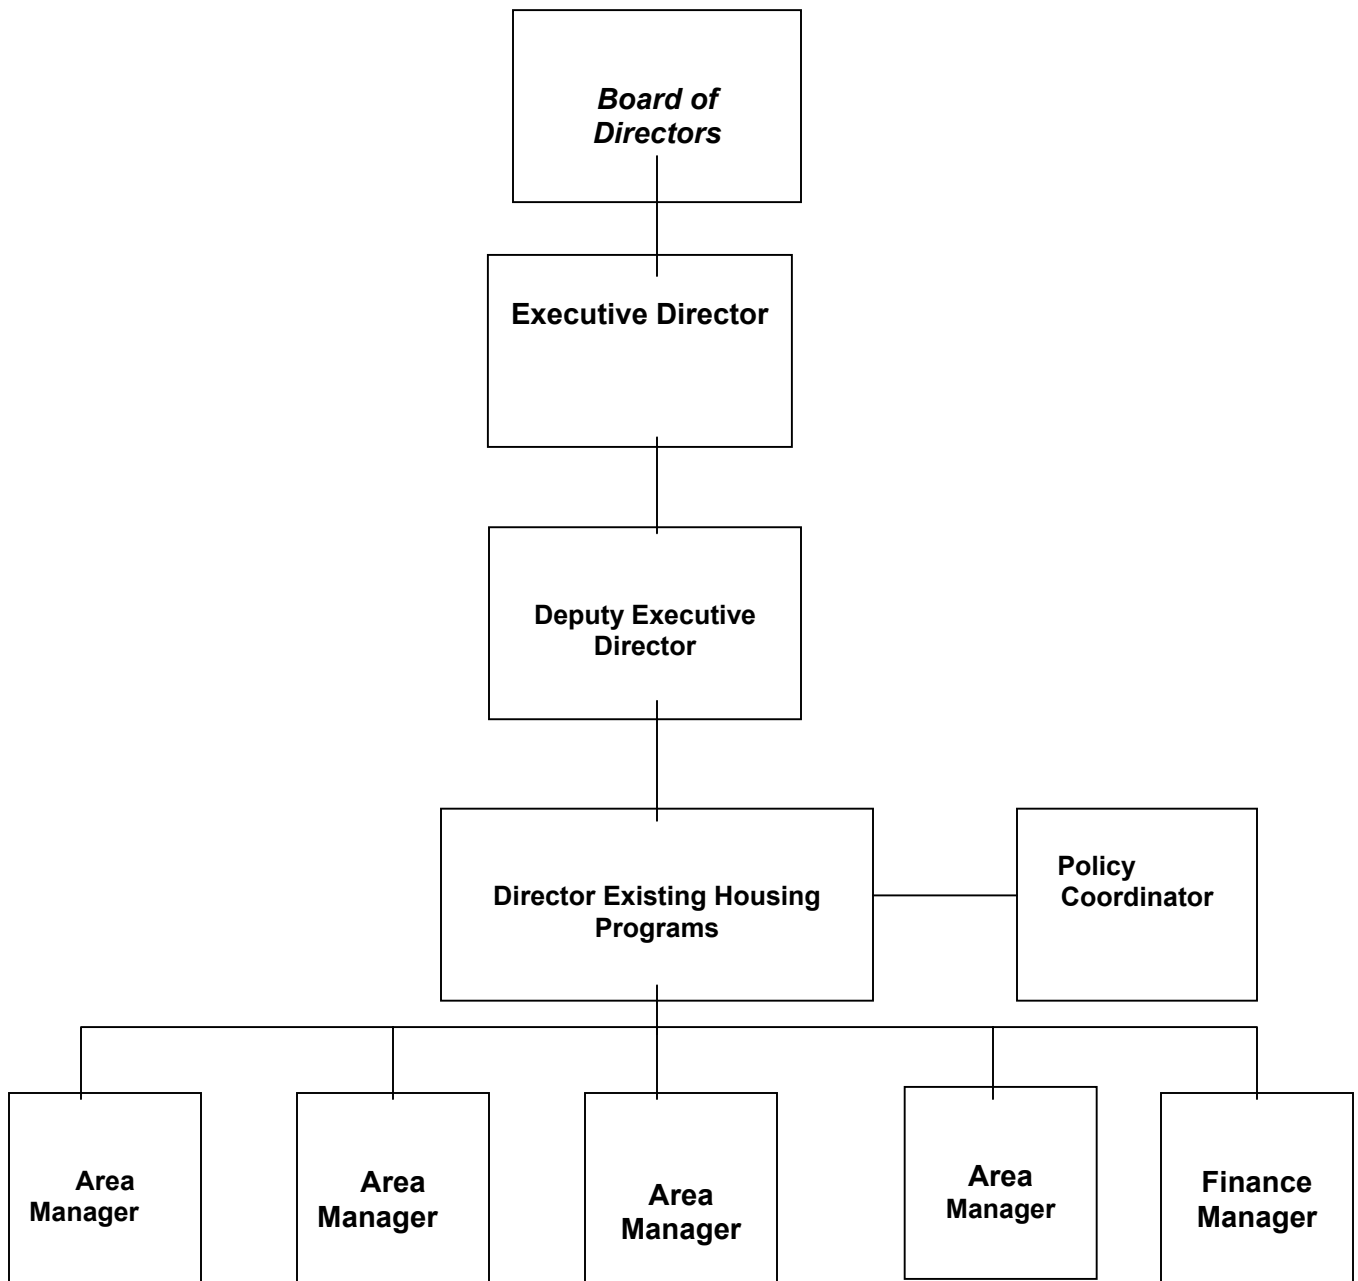 Board of
Directors
Executive Director
Deputy Executive
Director
Director Existing Housing
Programs
Policy
Coordinator
Area
Manager
Area
Manager
Area
Manager
Area
Manager
Finance
Manager